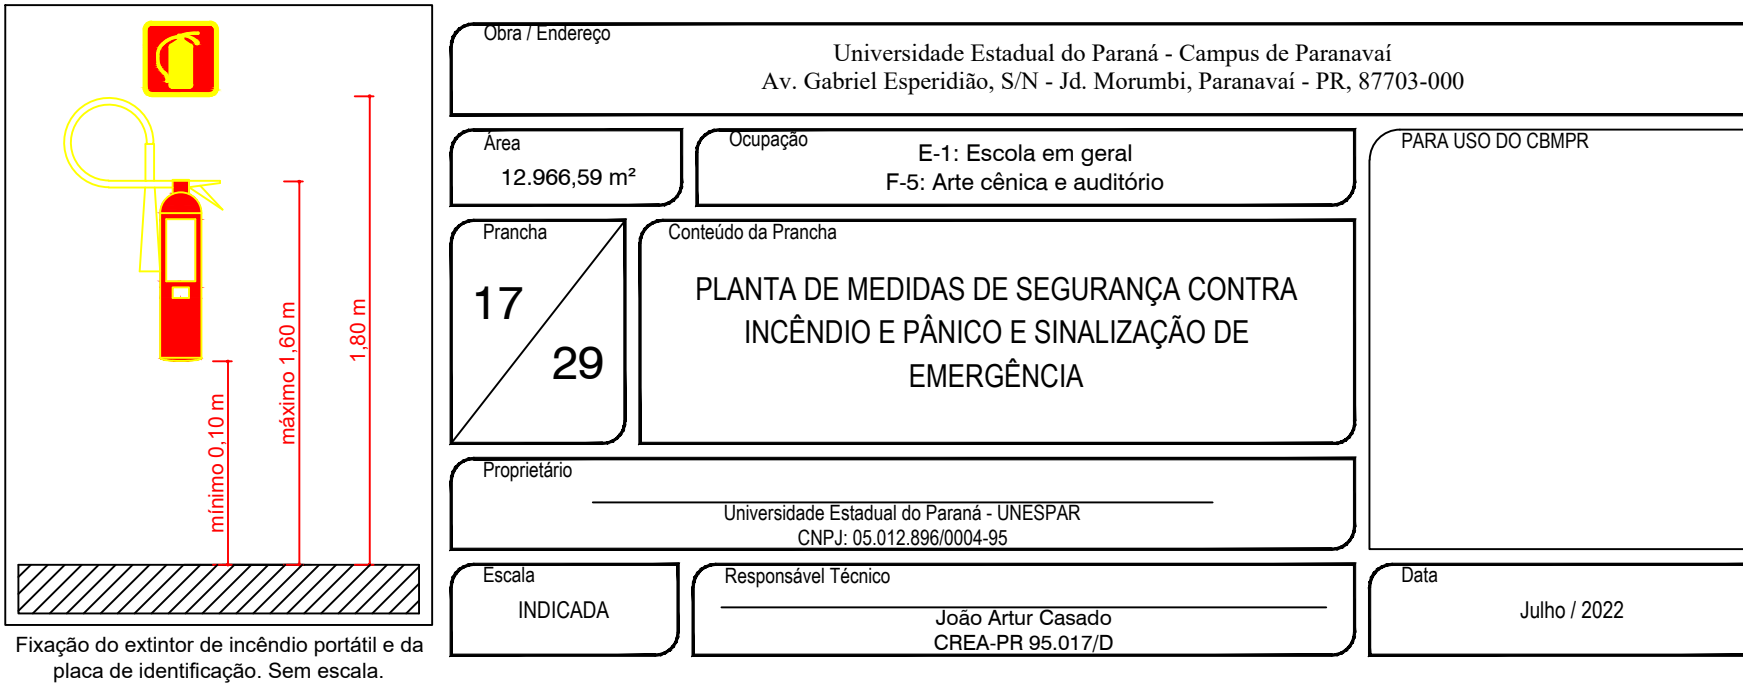 mínimo 0,10 m
máximo 1,60 m
1,80 m
Fixação do extintor de incêndio portátil e da
placa de identificação. Sem escala.
Obra / Endereço
Universidade Estadual do Paraná - Campus de Paranavaí
Av. Gabriel Esperidião, S/N - Jd. Morumbi, Paranavaí - PR, 87703-000
Área
12.966,59 m²
Ocupação
E-1: Escola em geral
F-5: Arte cênica e auditório
PARA USO DO CBMPR
Prancha
17
29
Conteúdo da Prancha
PLANTA DE MEDIDAS DE SEGURANÇA CONTRA
INCÊNDIO E PÂNICO E SINALIZAÇÃO DE
EMERGÊNCIA
Proprietário
Universidade Estadual do Paraná - UNESPAR
CNPJ: 05.012.896/0004-95
Escala
INDICADA
Responsável Técnico
João Artur Casado
CREA-PR 95.017/D
Data
Julho / 2022